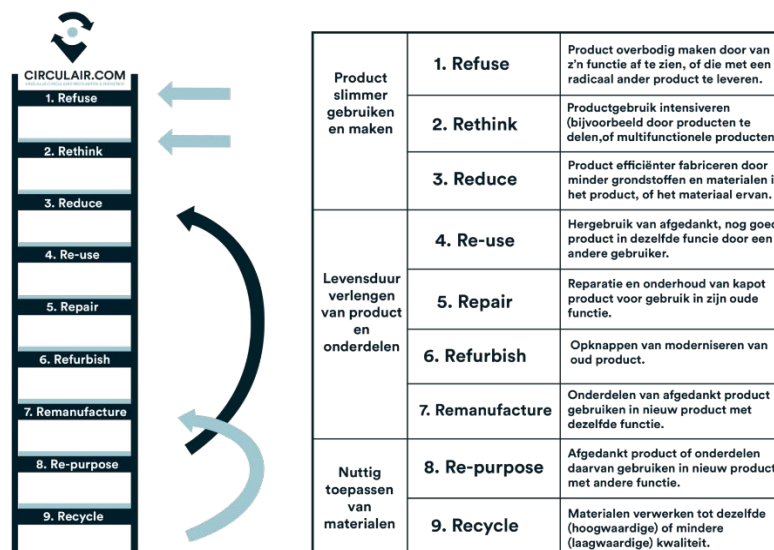 CIRCULAIR.COM
1. Refuse
2. Rethink
3. Reduce
4. Re-use
5. Repair
6. Refurbish
7. Remanufacture
8. Re-purpose
9. Recycle
Product
slimmer
gebruiken
en maken
1. Refuse
Product overbodig maken door van
z'n functie af te zien, of die met een
radicaal ander product te leveren.
2. Rethink
Productgebruik intensiveren
(bijvoorbeeld door producten te
delen,of multifunctionele producten
3. Reduce
Product efficiënter fabriceren door
minder grondstoffen en materialen i
het product, of het materiaal ervan.
Levensduur
verlengen
van product
en
onderdelen
4. Re-use
Hergebruik van afgedankt, nog goed
product in dezelfde funcie door een
andere gebruiker.
5. Repair
Reparatie en onderhoud van kapot
product voor gebruik in zijn oude
functie.
6. Refurbish
Opknappen van moderniseren van
oud product.
7. Remanufacture
Onderdelen van afgedankt product
gebruiken in nieuw product met
dezelfde functie.
Nuttig
toepassen
van
materialen
8. Re-purpose
Afgedankt product of onderdelen
daarvan gebruiken in nieuw product
met andere functie.
9. Recycle
Materialen verwerken tot dezelfde
(hoogwaardige) of mindere
(laagwaardige) kwaliteit.